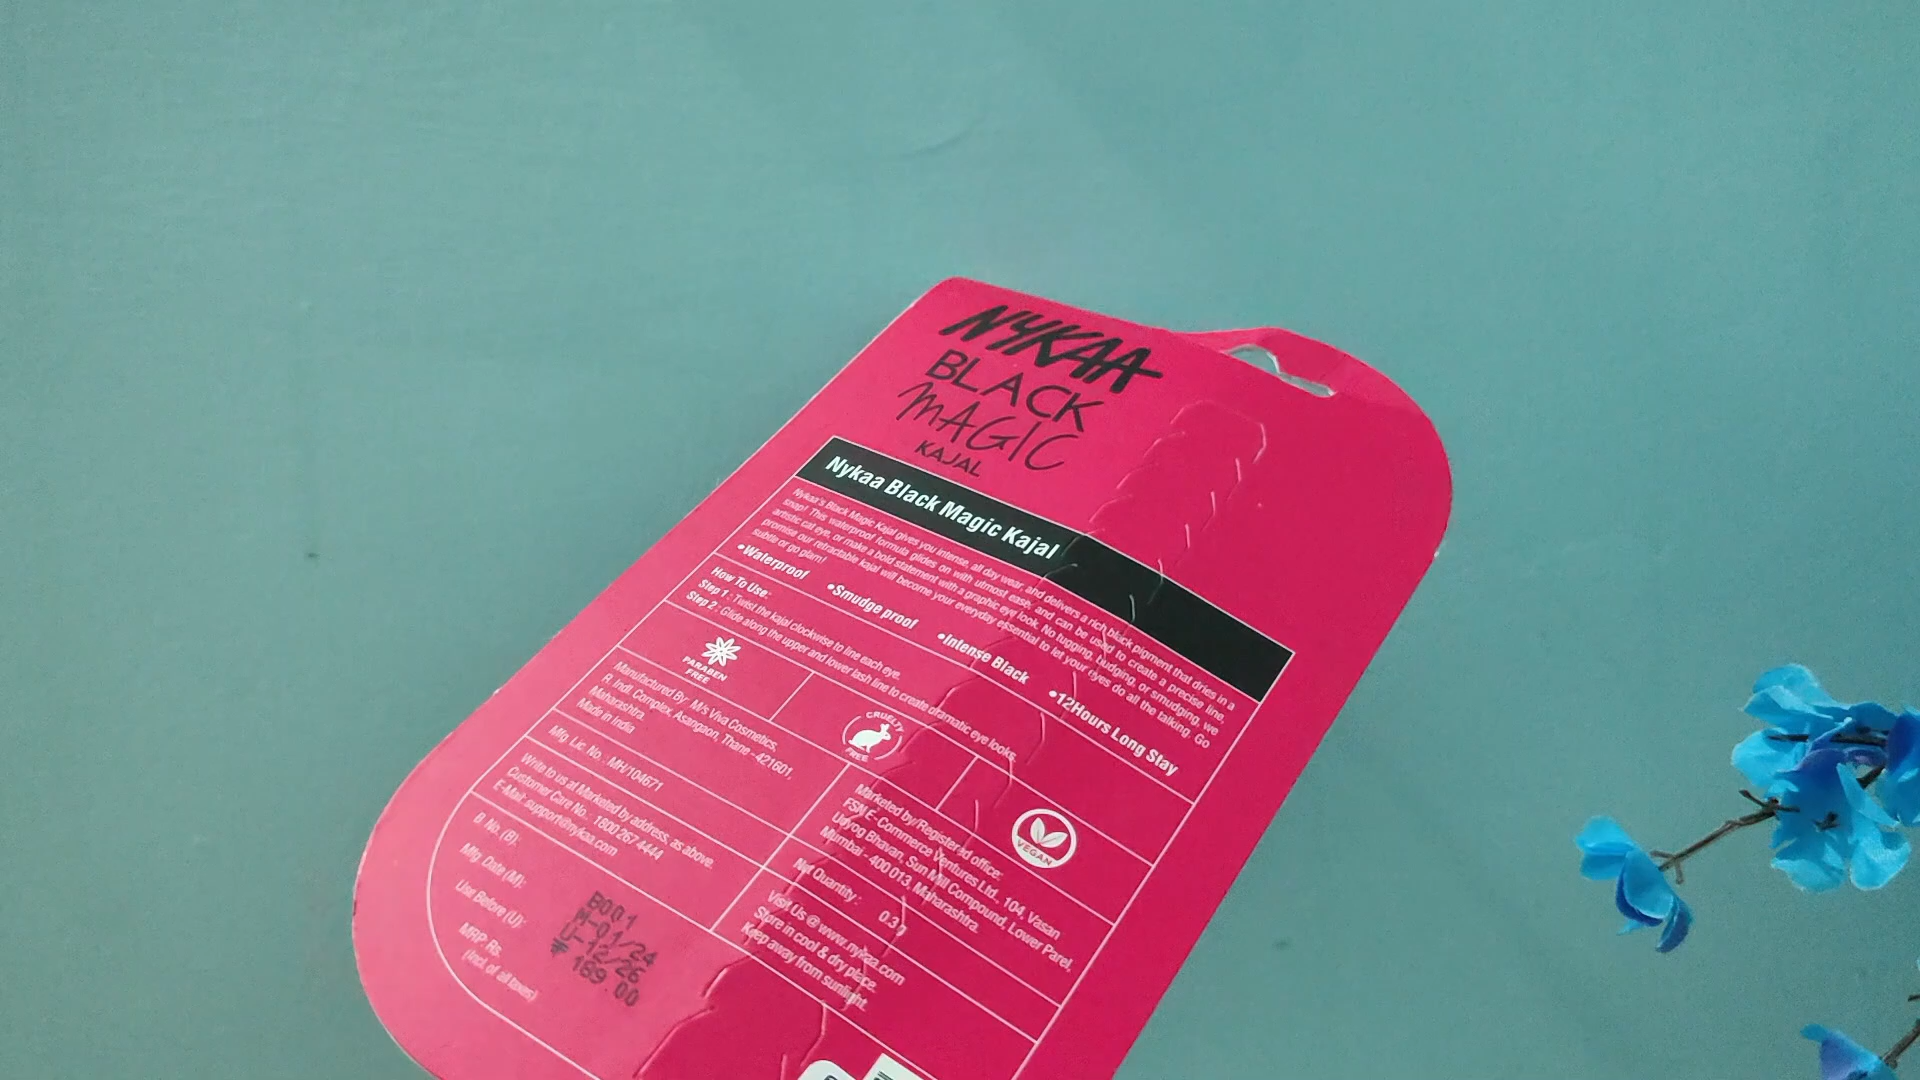 NYKAA
BLACK
MAGIC
KAJAL
Nykaa Black Magic Kajal
Nykaa's Black Magic Kajal gives you intense, all day wear, and delivers a rich black pigment that dries in a
snap! This waterproof formula glides on with utmost ease, and can be used to create a precise line,
artistic cat eye, or make a bold statement with a graphic eye look. No tugging, budging, or smudging, we
promise our retractable kajal will become your everyday essential to let your eyes do all the talking. Go
subtle or go glam!
•Waterproof •Smudge proof •Intense Black •12Hours Long Stay
How To Use:
Step 1 : Twist the kajal clockwise to line each eye.
Step 2 : Glide along the upper and lower lash line to create dramatic eye looks.
PARABEN
FREE
CRUELTY
FREE
VEGAN
Manufactured By: M/s Viva Cosmetics,
R. Indl. Complex, Asangaon, Thane - 421601,
Maharashtra.
Made in India
Mfg. Lic. No. : MH/104671
Write to us at Marketed by address, as above.
Customer Care No. 1800 267 4444
E-Mail: support@nykaa.com
Marketed by/Registered office:
FSN E-Commerce Ventures Ltd., 104, Vasan
Udyog Bhavan, Sun Mill Compound, Lower Parel,
Mumbai - 400 013, Maharashtra.
Net Quantity : 0.3 g
Visit Us @ www.nykaa.com
Store in cool & dry place.
Keep away from sunlight.
B. No. (B): B001
Mfg. Date (M): M-01/24
Use Before (U): U-12/26
MRP Rs. ₹ 189.00
(Incl. of all taxes)